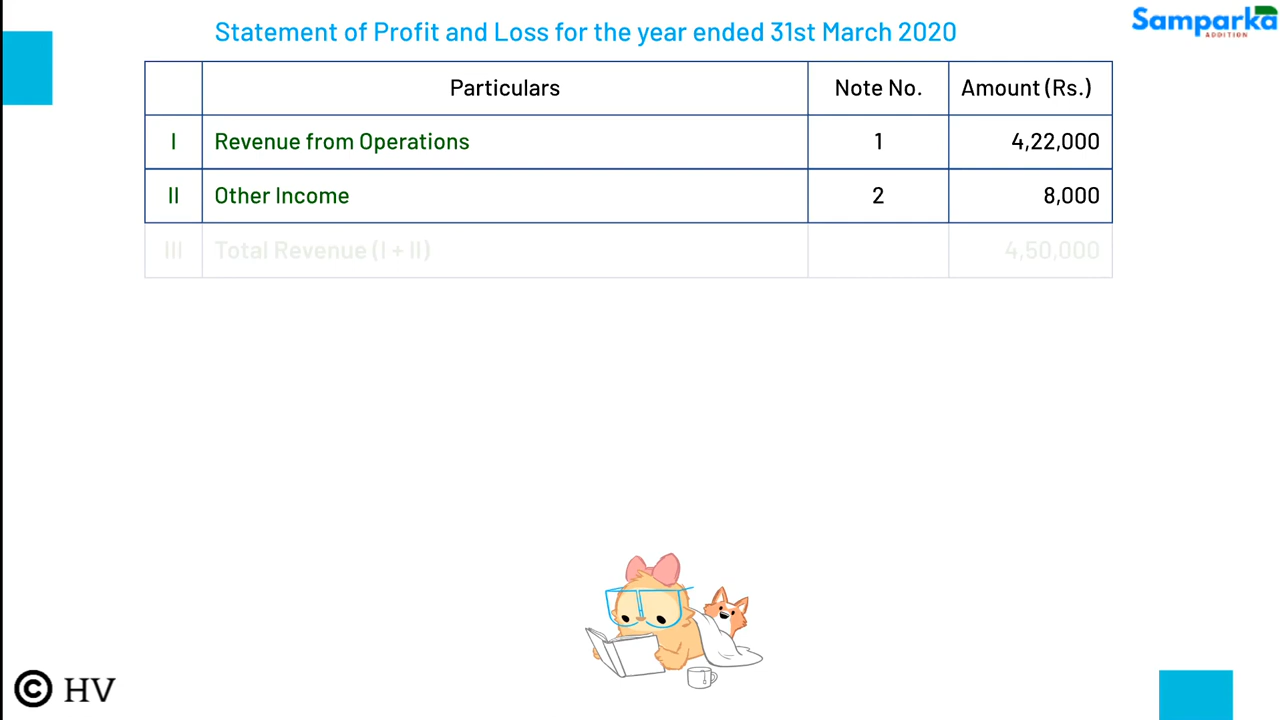 Statement of Profit and Loss for the year ended 31st March 2020
Samparka
ADDITION
Particulars Note No. Amount (Rs.)
I Revenue from Operations 1 4,22,000
II Other Income 2 8,000
III Total Revenue (I + II) 4,50,000
© HV